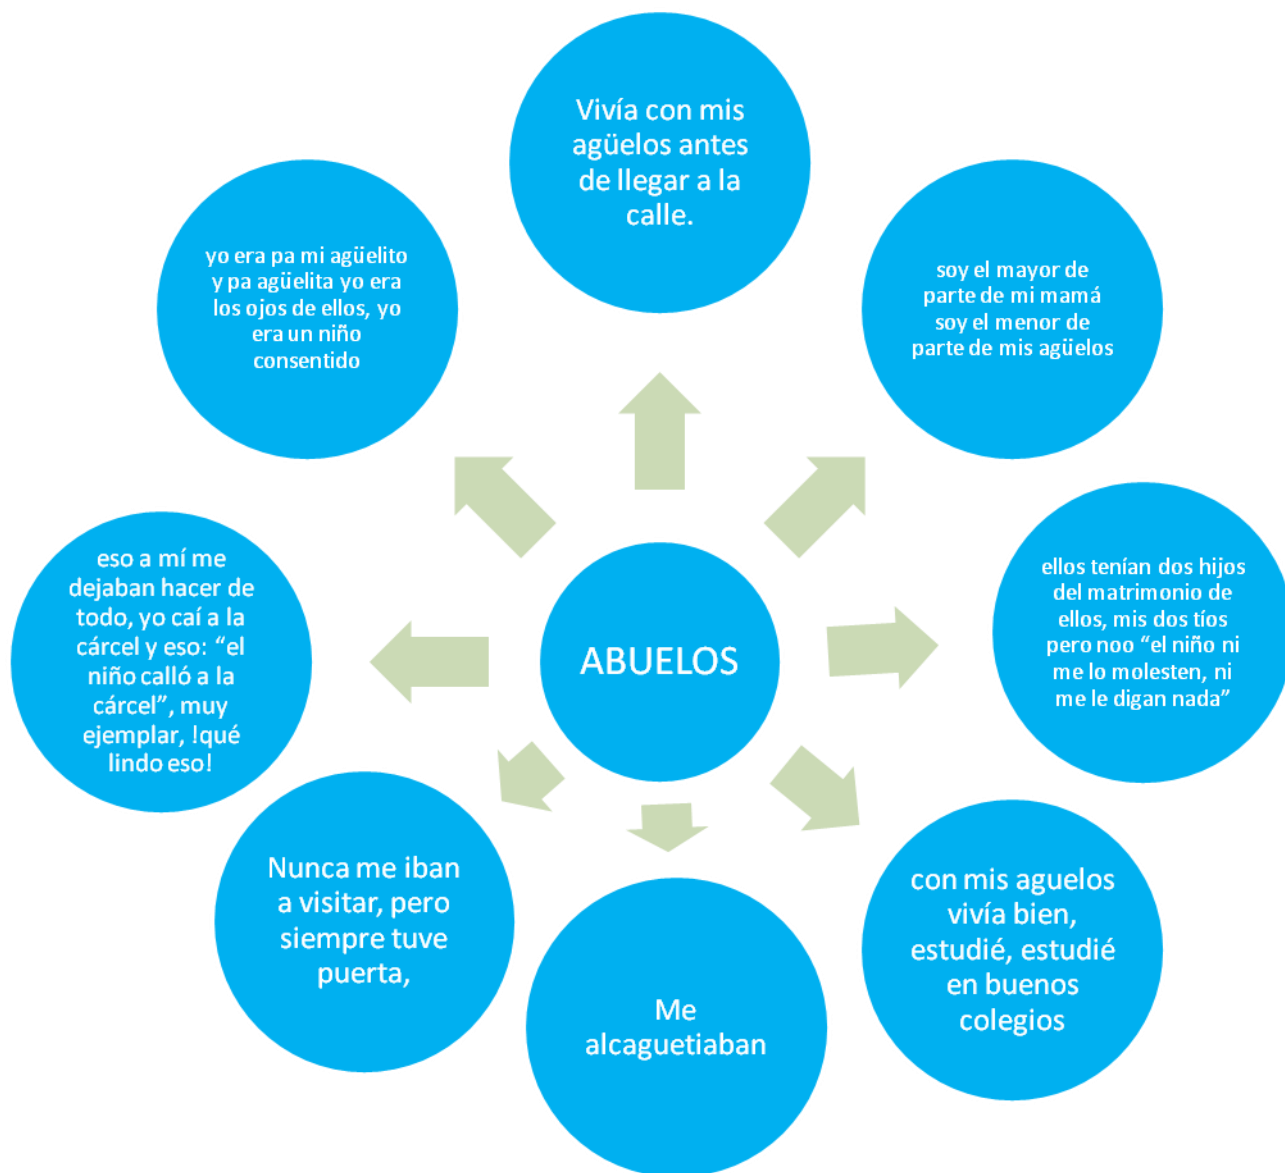 Vivía con mis
agüelos antes
de llegar a la
calle.
soy el mayor de
parte de mi mamá
soy el menor de
parte de mis agüelos
ellos tenían dos hijos
del matrimonio de
ellos, mis dos tíos
pero noo “el niño ni
me lo molesten, ni
me le digan nada”
con mis aguelos
vivía bien,
estudié, estudié
en buenos
colegios
Me
alcaguetiaban
Nunca me iban
a visitar, pero
siempre tuve
puerta,
eso a mí me
dejaban hacer de
todo, yo caí a la
cárcel y eso: “el
niño calló a la
cárcel”, muy
ejemplar, !qué
lindo eso!
yo era pa mi agüelito
y pa agüelita yo era
los ojos de ellos, yo
era un niño
consentido
ABUELOS